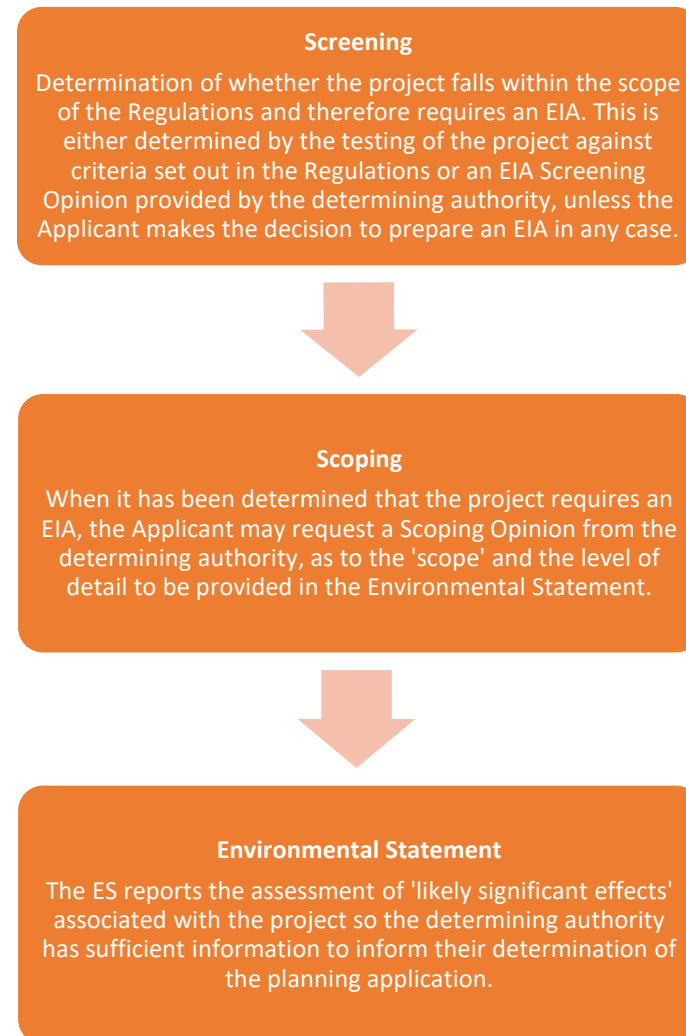 Screening
Determination of whether the project falls within the scope
of the Regulations and therefore requires an EIA. This is
either determined by the testing of the project against
criteria set out in the Regulations or an EIA Screening
Opinion provided by the determining authority, unless the
Applicant makes the decision to prepare an EIA in any case.
Scoping
When it has been determined that the project requires an
EIA, the Applicant may request a Scoping Opinion from the
determining authority, as to the 'scope' and the level of
detail to be provided in the Environmental Statement.
Environmental Statement
The ES reports the assessment of 'likely significant effects'
associated with the project so the determining authority
has sufficient information to inform their determination of
the planning application.